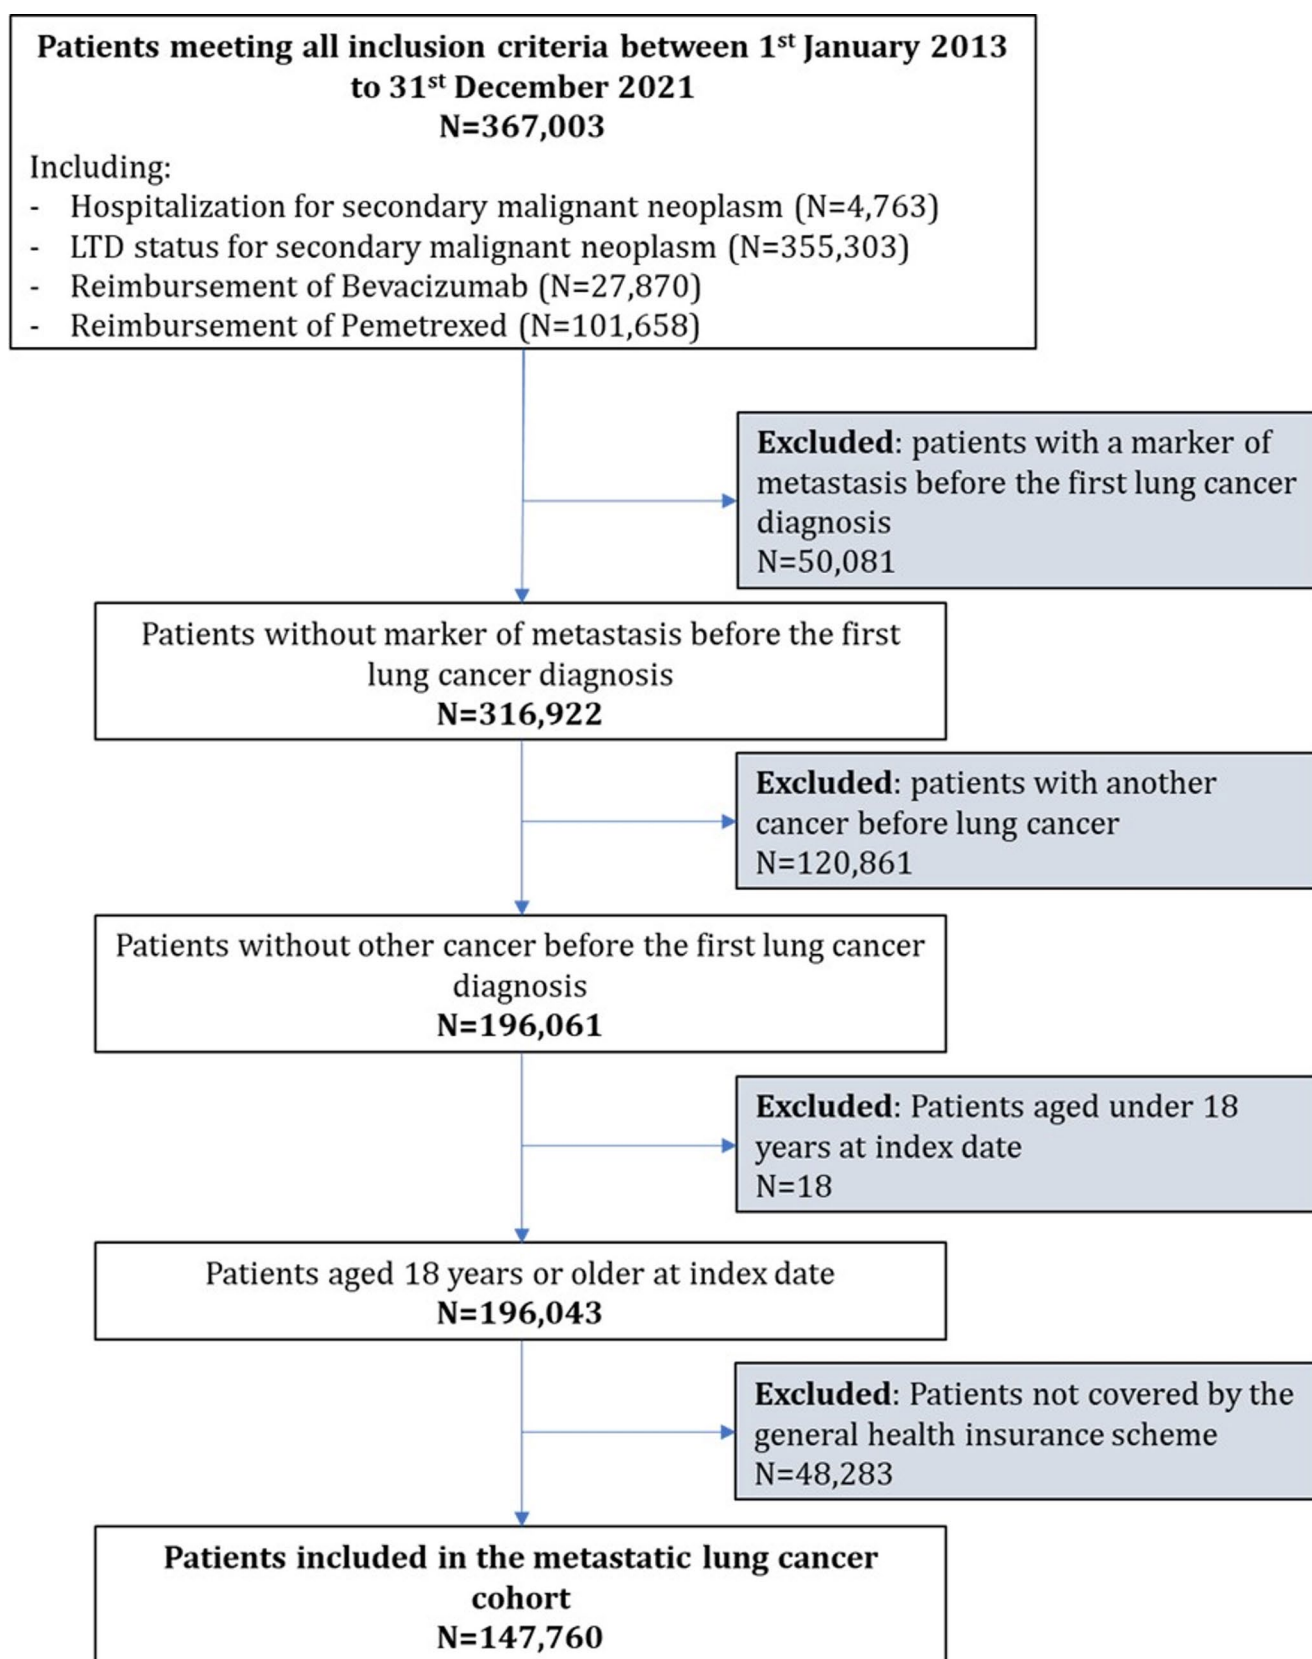 Patients meeting all inclusion criteria between 1st January 2013
to 31st December 2021
N=367,003
Including:
- Hospitalization for secondary malignant neoplasm (N=4,763)
- LTD status for secondary malignant neoplasm (N=355,303)
- Reimbursement of Bevacizumab (N=27,870)
- Reimbursement of Pemetrexed (N=101,658)
Excluded: patients with a marker of
metastasis before the first lung cancer
diagnosis
N=50,081
Patients without marker of metastasis before the first
lung cancer diagnosis
N=316,922
Excluded: patients with another
cancer before lung cancer
N=120,861
Patients without other cancer before the first lung cancer
diagnosis
N=196,061
Excluded: Patients aged under 18
years at index date
N=18
Patients aged 18 years or older at index date
N=196,043
Excluded: Patients not covered by the
general health insurance scheme
N=48,283
Patients included in the metastatic lung cancer
cohort
N=147,760